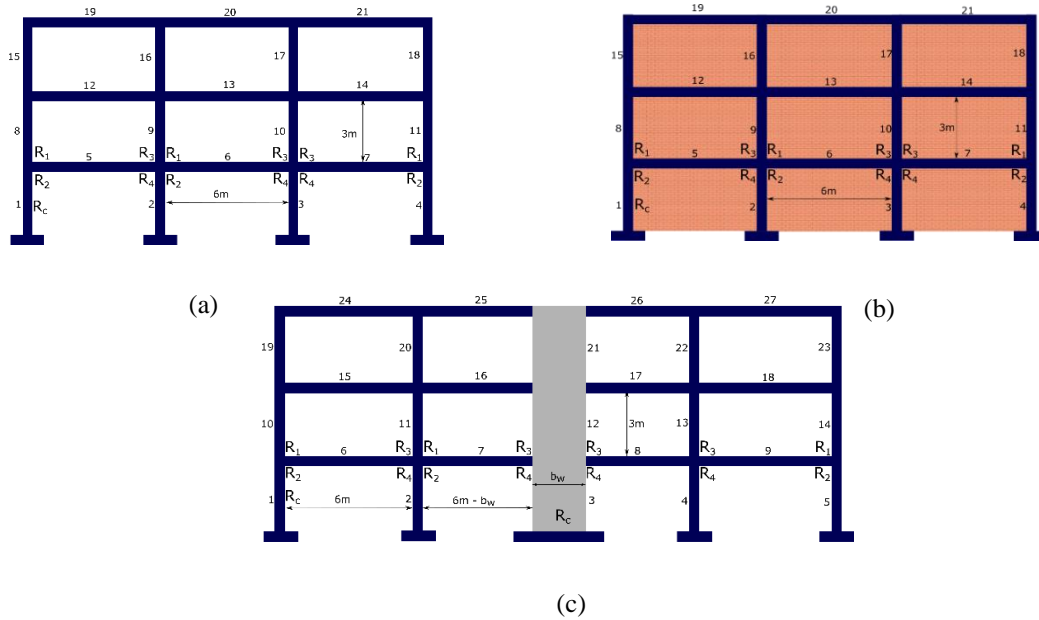 19 20 21
15 16 17 18
12 13 14
8 9 10 3m 11
R1 R3 R1 R3 R3 R1
5 6 7
R2 R4 R2 R4 R4 R2
6m
1 Rc 2 3 4
(a)
19 20 21
15 16 17 18
12 13 14
8 9 10 3m 11
R1 R3 R1 R3 R3 R1
5 6 7
R2 R4 R2 R4 R4 R2
6m
1 Rc 2 3 4
(b)
24 25 26 27
19 20 21 22 23
15 16 17 18
10 11 12 3m 13 14
R1 R3 R1 R3 R3 R3 R1
6 7 8 9
R2 R4 R2 R4 R4 R4 R2
bw
1 Rc 6m 2 6m - bw 3 4 5
Rc
(c)